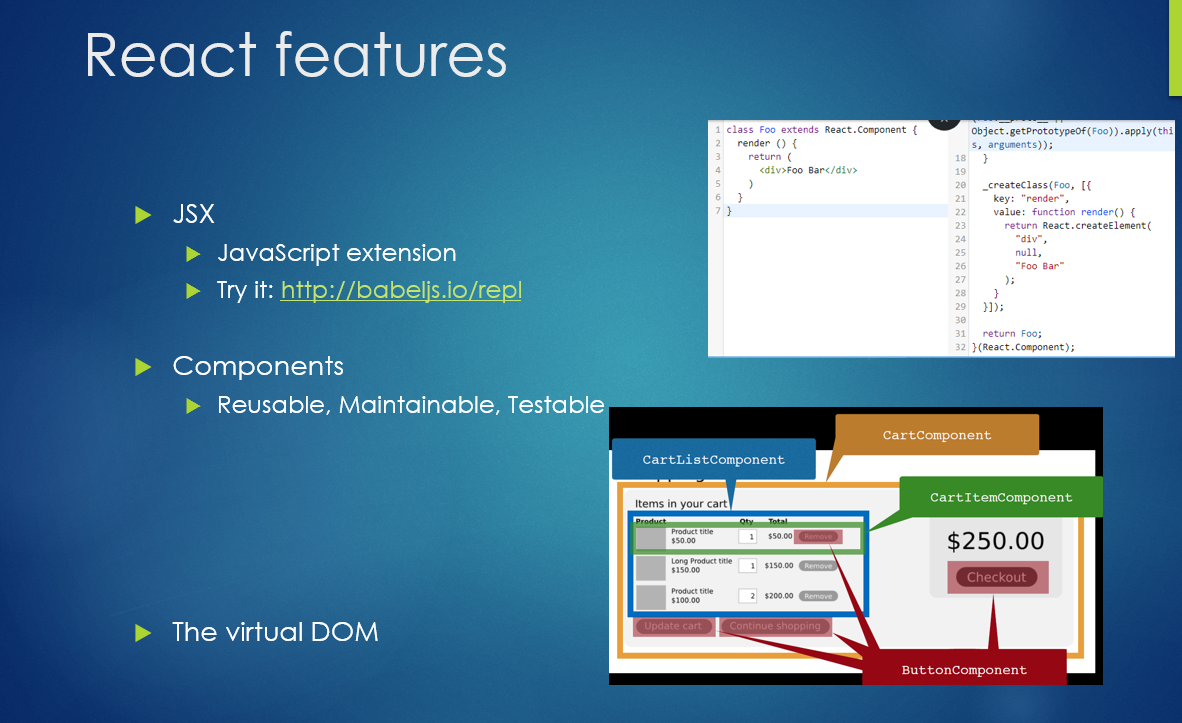 React features
JSX
JavaScript extension
Try it: http://babeljs.io/repl
Components
Reusable, Maintainable, Testable
The virtual DOM
1 class Foo extends React.Component {
2 render () {
3 return (
4 <div>Foo Bar</div>
5 )
6 }
7 }
Object.getPrototypeOf(Foo)).apply(thi
s, arguments));
18 }
19
20 _createClass(Foo, [{
21 key: "render",
22 value: function render() {
23 return React.createElement(
24 "div",
25 null,
26 "Foo Bar"
27 );
28 }
29 }]);
30
31 return Foo;
32 }(React.Component);
CartComponent
CartListComponent
CartItemComponent
Items in your cart
Product Qty Total
Product title
$50.00 1 $50.00 Remove
Long Product title
$150.00 1 $150.00 Remove
Product title
$100.00 2 $200.00 Remove
Update cart Continue shopping
$250.00
Checkout
ButtonComponent